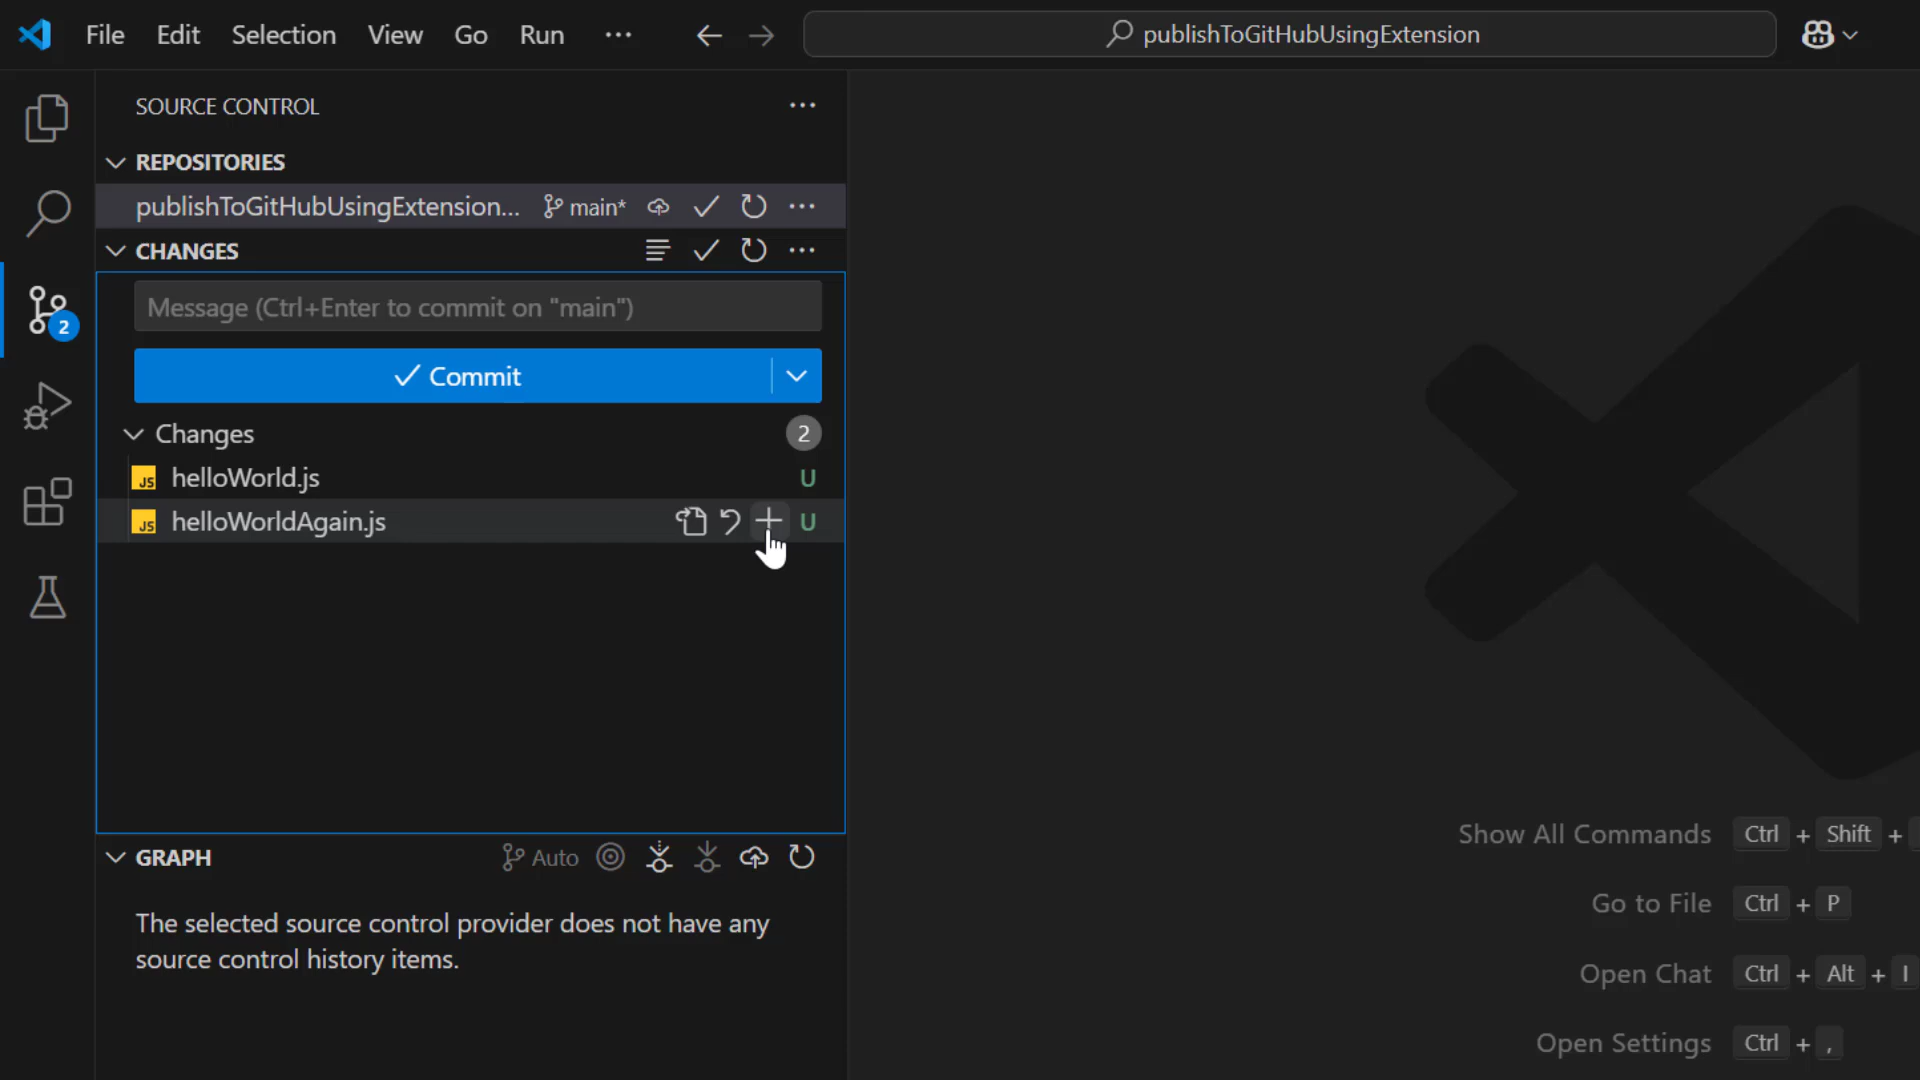 File Edit Selection View Go Run ··· publishToGitHubUsingExtension
SOURCE CONTROL
REPOSITORIES
publishToGitHubUsingExtension... main*
CHANGES
Message (Ctrl+Enter to commit on "main")
Commit
Changes 2
JS helloWorld.js U
JS helloWorldAgain.js U
2
GRAPH Auto
The selected source control provider does not have any
source control history items.
Show All Commands Ctrl + Shift +
Go to File Ctrl + P
Open Chat Ctrl + Alt + I
Open Settings Ctrl + ,